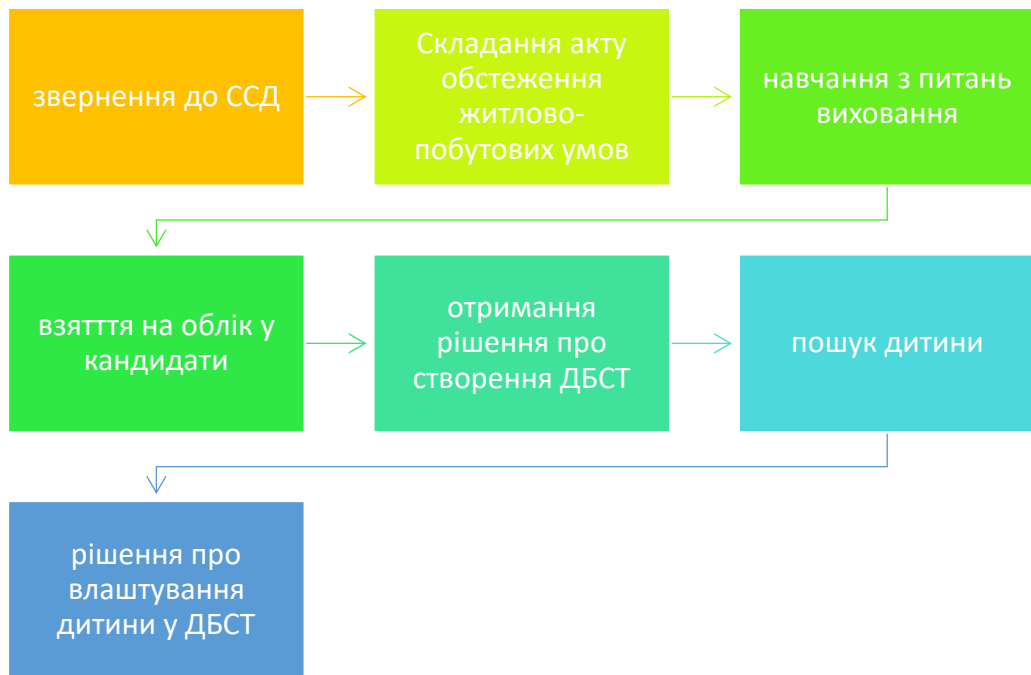 звернення до ССД
Складання акту
обстеження
житлово-
побутових умов
навчання з питань
виховання
взятття на облік у
кандидати
отримання
рішення про
створення ДБСТ
пошук дитини
рішення про
влаштування
дитини у ДБСТ